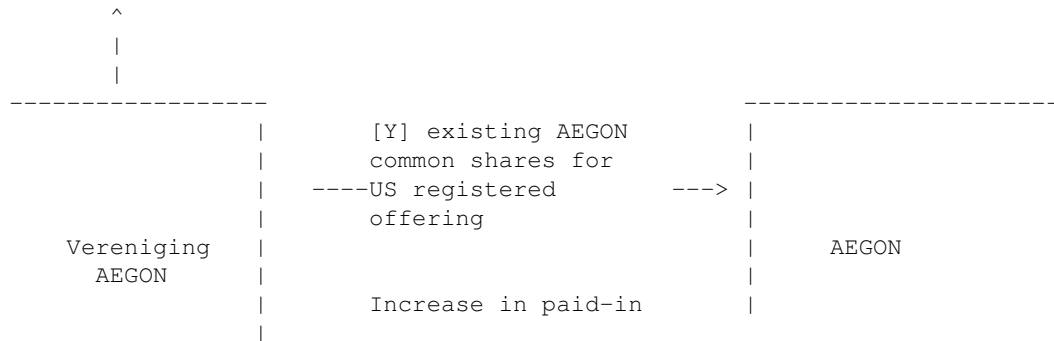 [Y] existing AEGON
common shares for
----US registered --->
offering
Vereniging AEGON
AEGON
Increase in paid-in